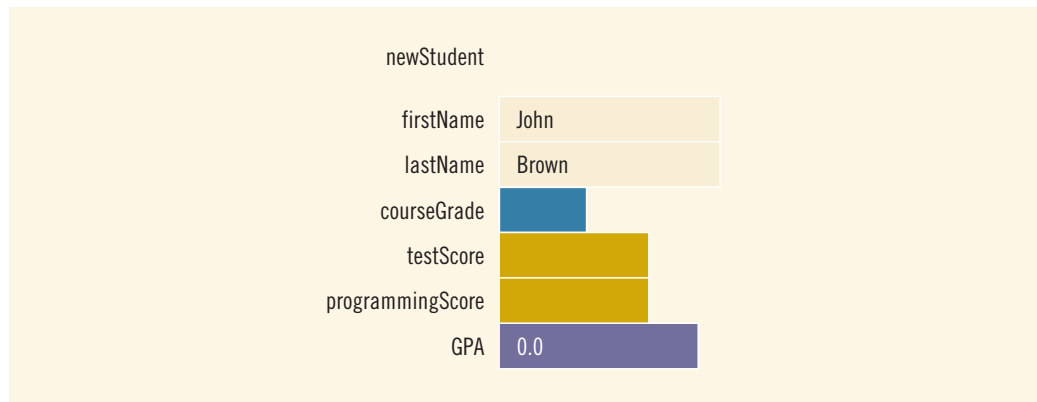 newStudent
firstName John
lastName Brown
courseGrade
testScore
programmingScore
GPA 0.0